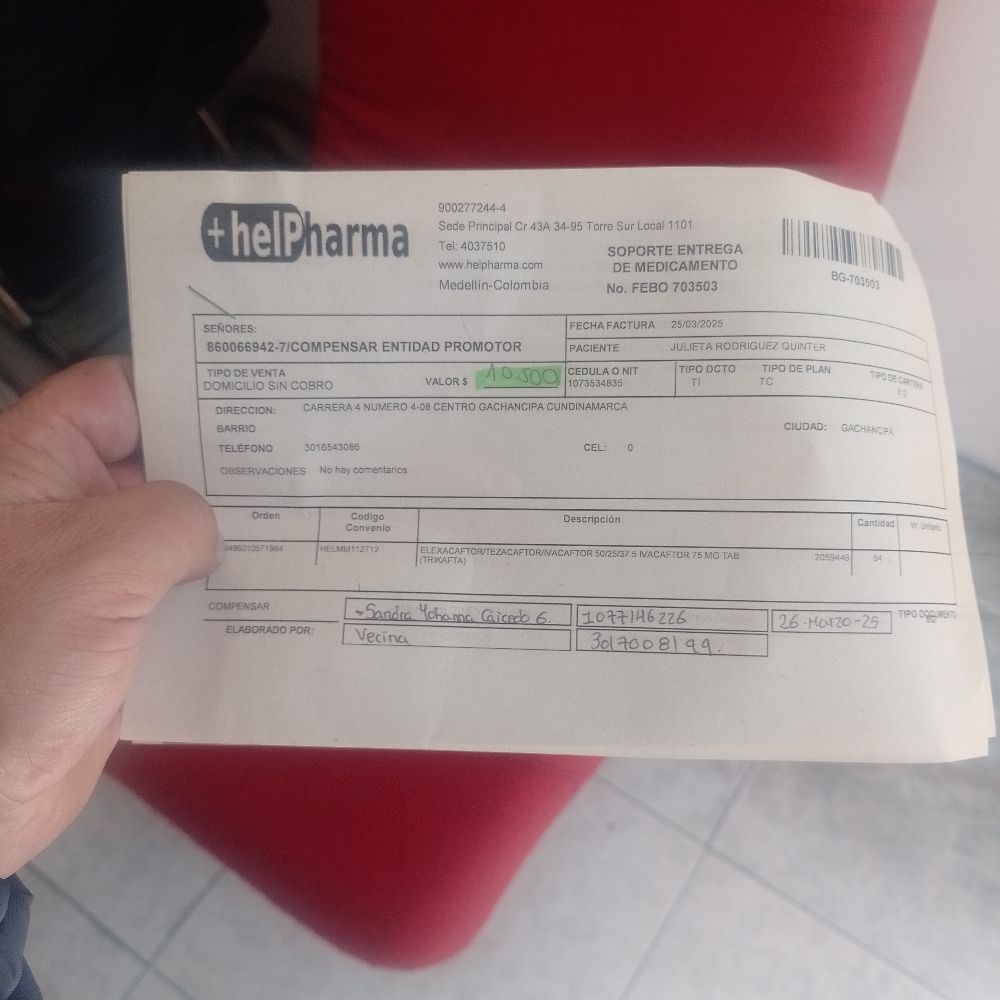 +helPharma
900277244-4
Sede Principal Cr 43A 34-95 Torre Sur Local 1101
Tel: 4037510
www.helpharma.com
Medellín-Colombia
SOPORTE ENTREGA
DE MEDICAMENTO
No. FEBO 703503
BG-703503
SEÑORES:
860066942-7/COMPENSAR ENTIDAD PROMOTOR
FECHA FACTURA 25/03/2025
PACIENTE JULIETA RODRIGUEZ QUINTER
TIPO DE VENTA
DOMICILIO SIN COBRO
VALOR $ 10.500
CEDULA O NIT
1073534835
TIPO DCTO
TI
TIPO DE PLAN
TC
TIPO DE CARTERA
912
DIRECCION: CARRERA 4 NUMERO 4-08 CENTRO GACHANCIPA CUNDINAMARCA
BARRIO
CIUDAD: GACHANCIPA
TELÉFONO 3016543086
CEL: 0
OBSERVACIONES No hay comentarios
Orden
Codigo
Convenio
Descripción
Cantidad
Vr. Unitario
HELMM112712
ELEXACAFTOR/TEZACAFTOR/IVACAFTOR 50/25/37.5 IVACAFTOR 75 MG TAB
(TRIKAFTA)
2059446
84
COMPENSAR
Sandra Yohanna Caicedo G.
1077146226
26-Marzo-25
TIPO DOCUMENTO
BG
ELABORADO POR:
Vecina
3017008199